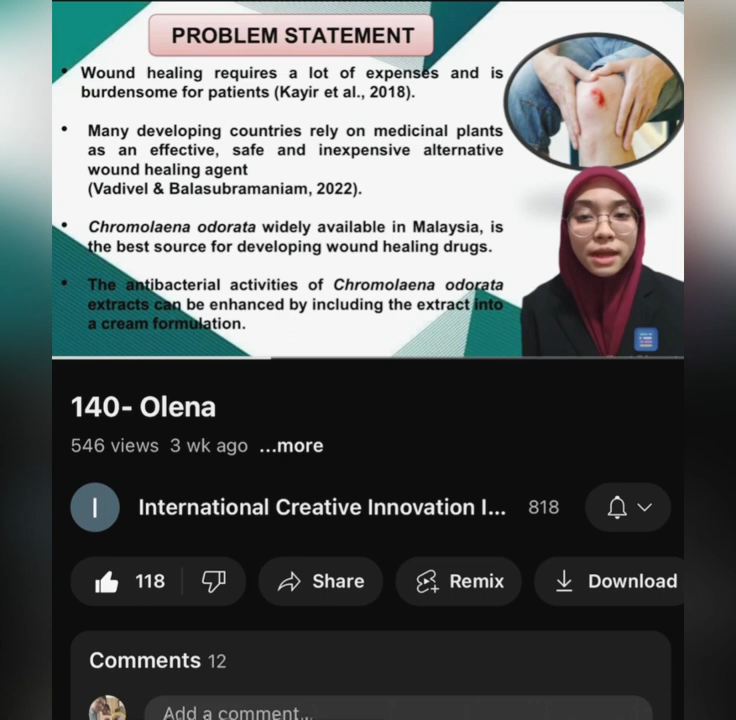 PROBLEM STATEMENT
• Wound healing requires a lot of expenses and is
burdensome for patients (Kayir et al., 2018).
• Many developing countries rely on medicinal plants
as an effective, safe and inexpensive alternative
wound healing agent
(Vadivel & Balasubramaniam, 2022).
• Chromolaena odorata widely available in Malaysia, is
the best source for developing wound healing drugs.
• The antibacterial activities of Chromolaena odorata
extracts can be enhanced by including the extract into
a cream formulation.
140- Olena
546 views 3 wk ago ...more
I
International Creative Innovation I... 818
118 Share Remix Download
Comments 12
Add a comment...